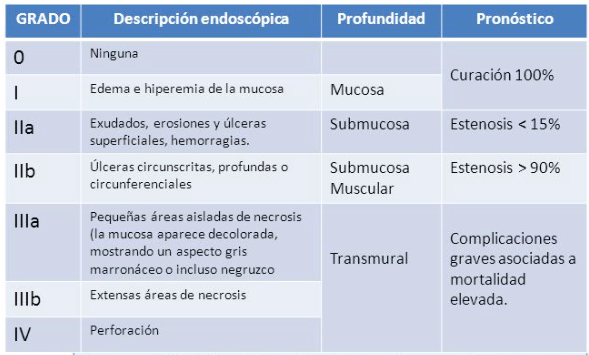 GRADO Descripción endoscópica Profundidad Pronóstico
0 Ninguna
Curación 100%
I Edema e hiperemia de la mucosa Mucosa
IIa Exudados, erosiones y úlceras superficiales, hemorragias. Submucosa Estenosis < 15%
IIb Úlceras circunscritas, profundas o circunferenciales Submucosa Muscular Estenosis > 90%
IIIa Pequeñas áreas aisladas de necrosis
(la mucosa aparece decolorada,
mostrando un aspecto gris
marronáceo o incluso negruzco
Transmural
Complicaciones
graves asociadas a
mortalidad
elevada.
IIIb Extensas áreas de necrosis
IV Perforación